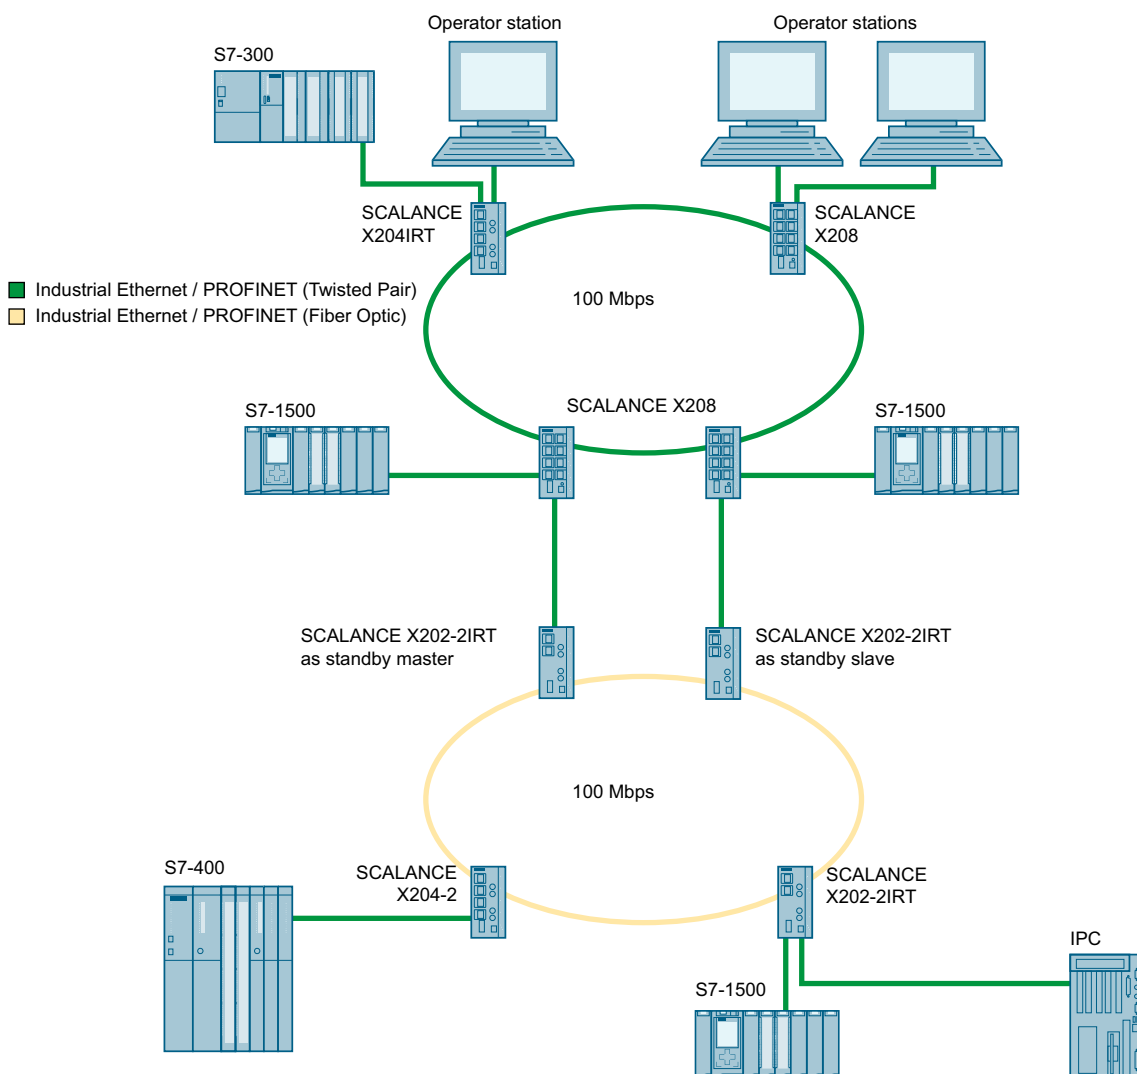 Operator station
Operator stations
S7-300
SCALANCE
X204IRT
SCALANCE
X208
Industrial Ethernet / PROFINET (Twisted Pair)
Industrial Ethernet / PROFINET (Fiber Optic)
100 Mbps
S7-1500
SCALANCE X208
S7-1500
SCALANCE X202-2IRT
as standby master
SCALANCE X202-2IRT
as standby slave
100 Mbps
S7-400
SCALANCE
X204-2
SCALANCE
X202-2IRT
IPC
S7-1500